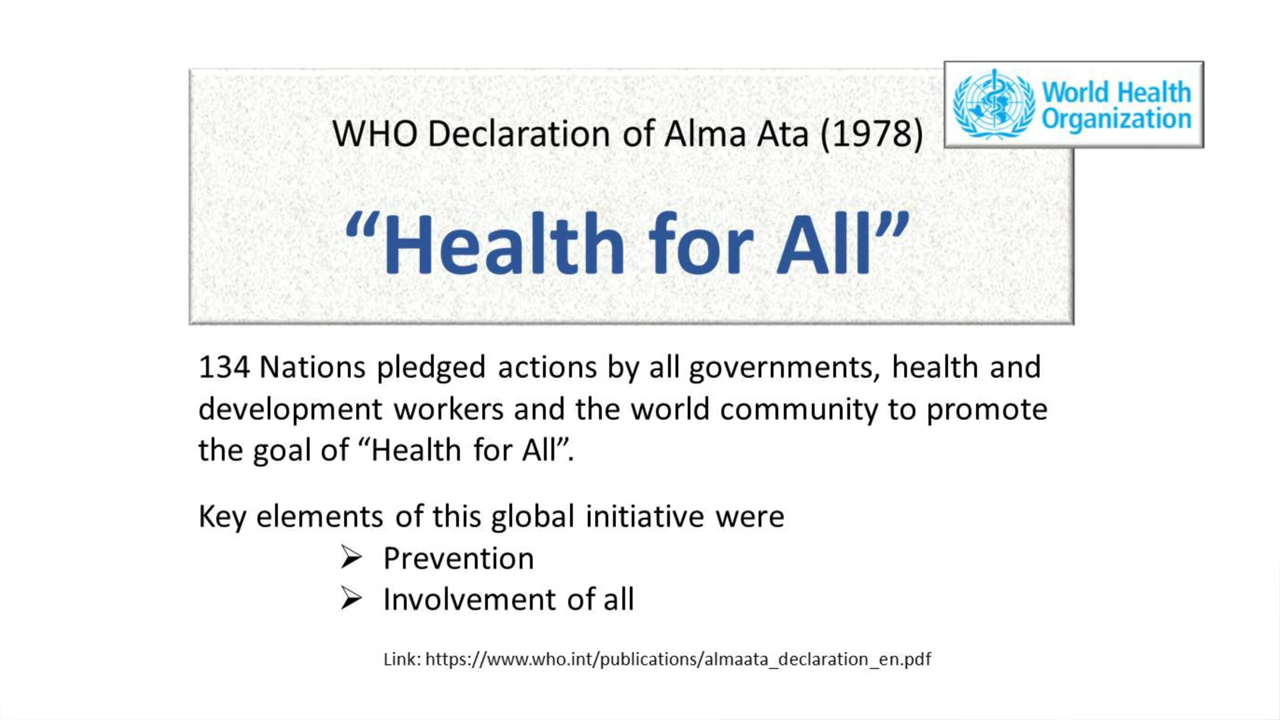 WHO Declaration of Alma Ata (1978)
World Health
Organization
“Health for All”
134 Nations pledged actions by all governments, health and
development workers and the world community to promote
the goal of “Health for All”.
Key elements of this global initiative were
➢ Prevention
➢ Involvement of all
Link: https://www.who.int/publications/almaata_declaration_en.pdf